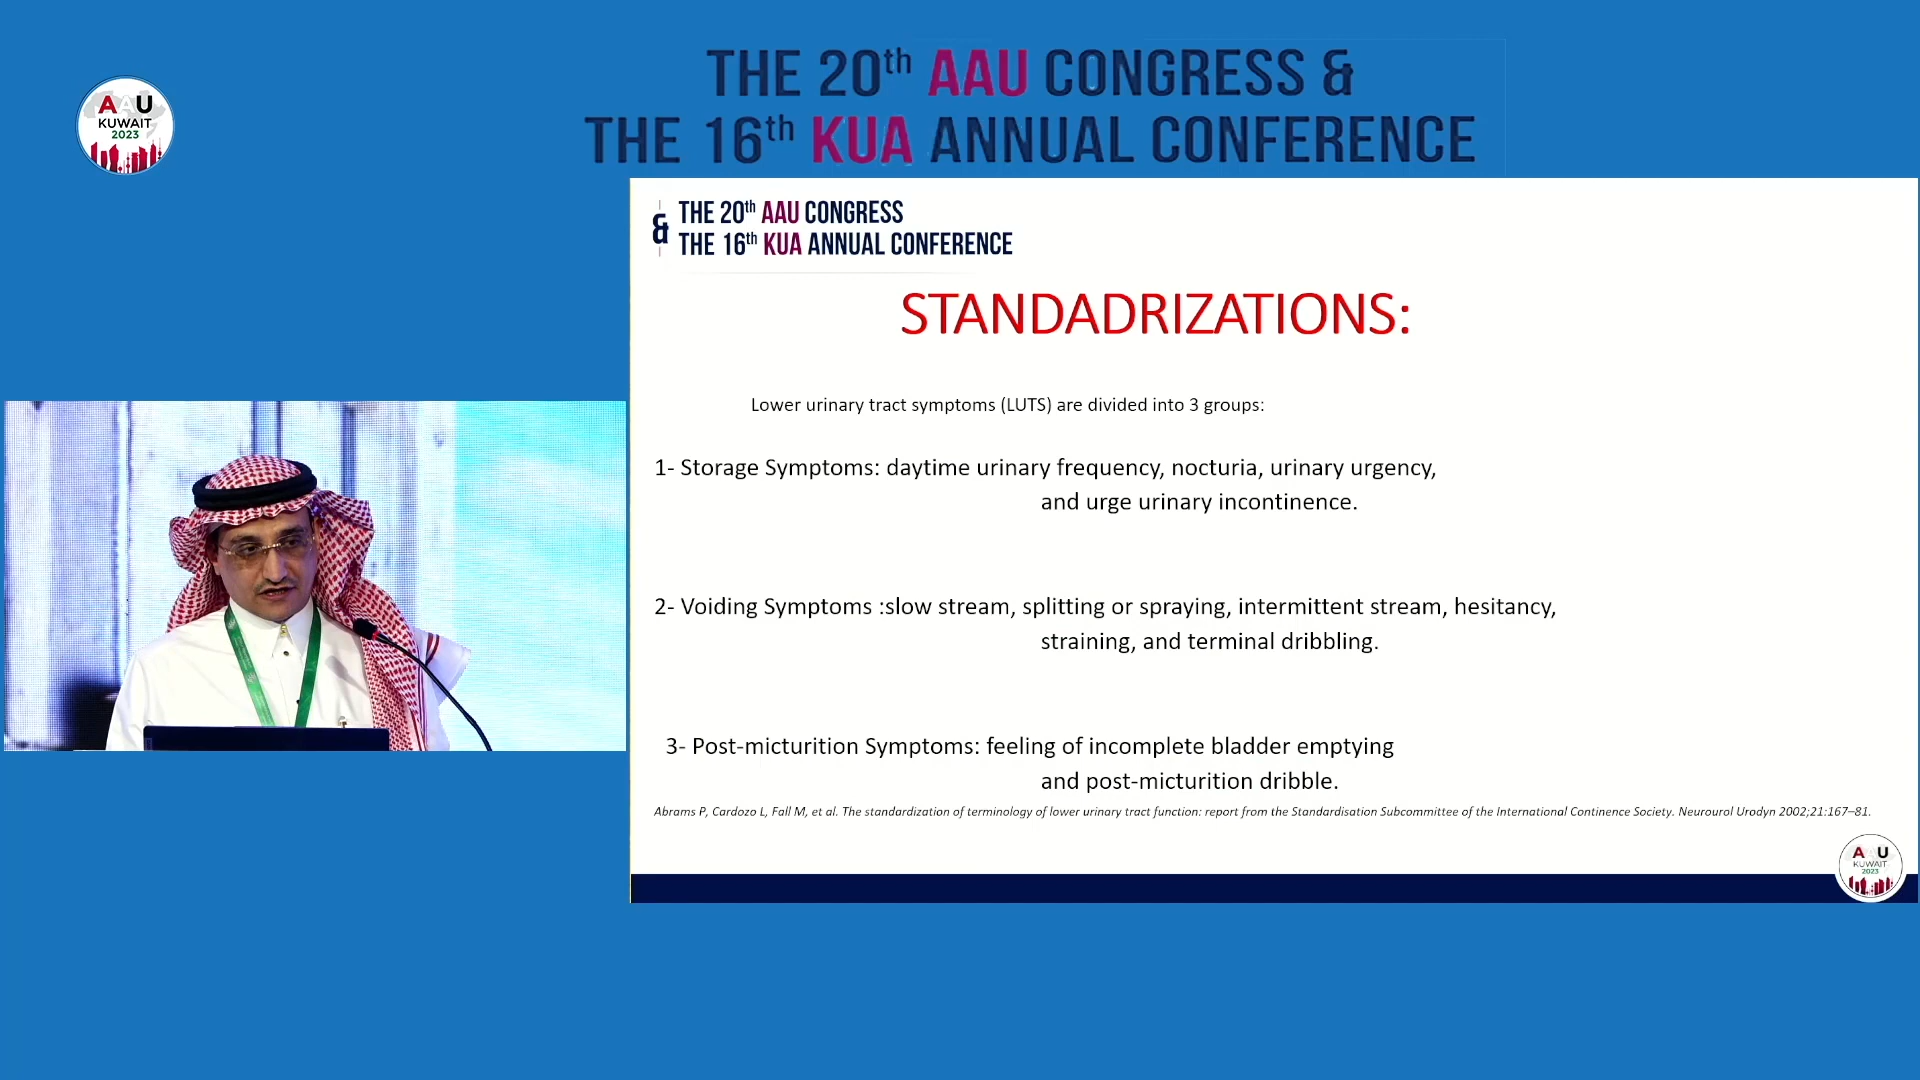 THE 20th AAU CONGRESS &
THE 16th KUA ANNUAL CONFERENCE
AAU
KUWAIT
2023
& THE 20th AAU CONGRESS
THE 16th KUA ANNUAL CONFERENCE
STANDADRIZATIONS:
Lower urinary tract symptoms (LUTS) are divided into 3 groups:
1- Storage Symptoms: daytime urinary frequency, nocturia, urinary urgency,
and urge urinary incontinence.
2- Voiding Symptoms :slow stream, splitting or spraying, intermittent stream, hesitancy,
straining, and terminal dribbling.
3- Post-micturition Symptoms: feeling of incomplete bladder emptying
and post-micturition dribble.
Abrams P, Cardozo L, Fall M, et al. The standardization of terminology of lower urinary tract function: report from the Standardisation Subcommittee of the International Continence Society. Neurourol Urodyn 2002;21:167–81.
AAU
KUWAIT
2023